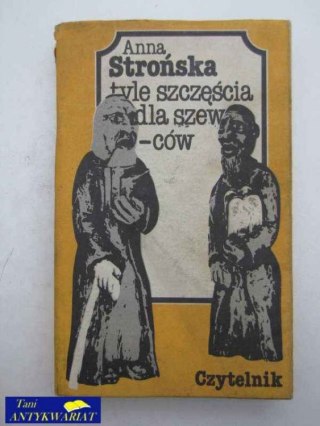 Anna
Strońska
tyle szczęścia
dla szew
-ców
Czytelnik
Tani
ANTYKWARIAT